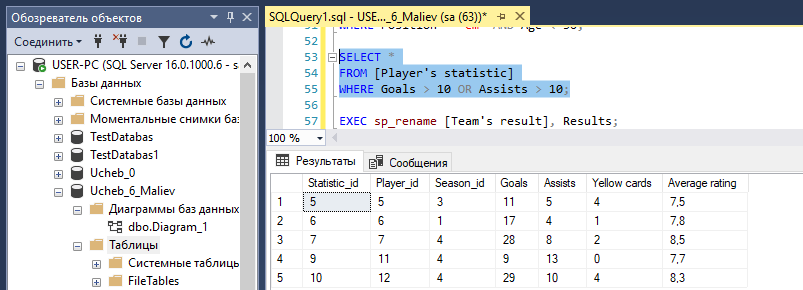 Обозреватель объектов
Соединить
USER-PC (SQL Server 16.0.1000.6 - s
Базы данных
Системные базы данных
Моментальные снимки баз
TestDatabas
TestDatabas1
Ucheb_0
Ucheb_6_Maliev
Диаграммы баз данных
dbo.Diagram_1
Таблицы
Системные таблицы
FileTables
SQLQuery1.sql - USE..._6_Maliev (sa (63))*
52
53 SELECT *
54 FROM [Player's statistic]
55 WHERE Goals > 10 OR Assists > 10;
56
57 EXEC sp_rename [Team's result], Results;
100 %
Результаты Сообщения
Statistic_id Player_id Season_id Goals Assists Yellow cards Average rating
1 5 5 3 11 5 4 7,5
2 6 6 1 17 4 1 7,8
3 7 7 4 28 8 2 8,5
4 9 11 4 9 13 0 7,7
5 10 12 4 29 10 4 8,3